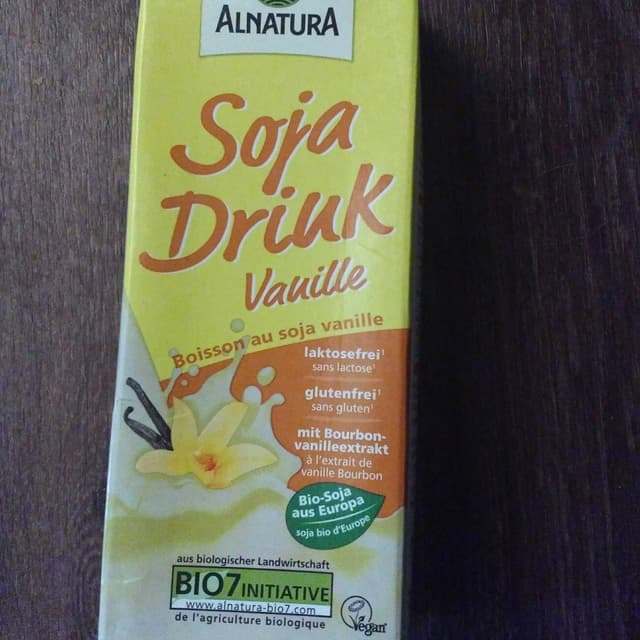 ALNATURA
Soja
Drink
Vanille
Boisson au soja vanille
laktosefrei¹
sans lactose¹
glutenfrei¹
sans gluten¹
mit Bourbon-
vanilleextrakt
à l'extrait de
vanille Bourbon
Bio-Soja
aus Europa
soja bio d'Europe
aus biologischer Landwirtschaft
BIO7 INITIATIVE
www.alnatura-bio7.com
de l'agriculture biologique
Vegan